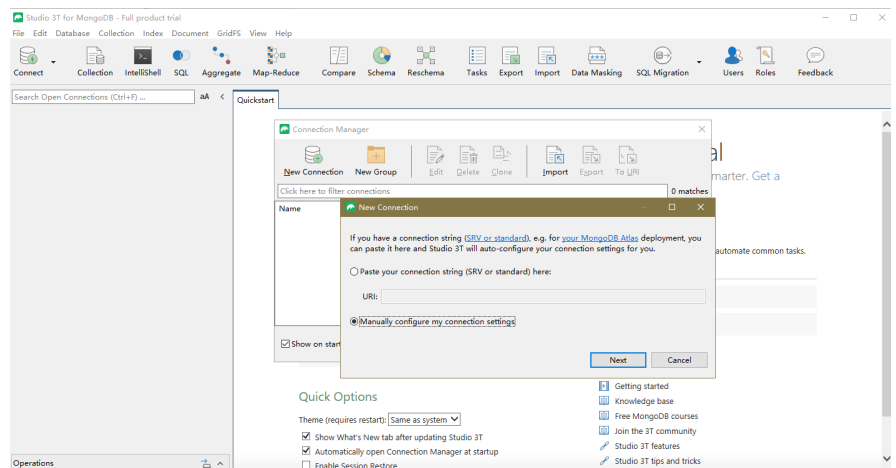 Studio 3T for MongoDB - Full product trial
File Edit Database Collection Index Document GridFS View Help
Connect Collection IntelliShell SQL Aggregate Map-Reduce Compare Schema Reschema Tasks Export Import Data Masking SQL Migration Users Roles Feedback
Search Open Connections (Ctrl+F) ... aA
Quickstart
Connection Manager
New Connection New Group Edit Delete Clone Import Export To URI
marter. Get a
Click here to filter connections 0 matches
Name
New Connection
If you have a connection string (SRV or standard), e.g. for your MongoDB Atlas deployment, you
can paste it here and Studio 3T will auto-configure your connection settings for you.
automate common tasks.
Paste your connection string (SRV or standard) here:
URI:
Manually configure my connection settings
Show on start
Next Cancel
Getting started
Quick Options
Knowledge base
Theme (requires restart): Same as system
Free MongoDB courses
Join the 3T community
Show What's New tab after updating Studio 3T
Studio 3T features
Automatically open Connection Manager at startup
Studio 3T tips and tricks
Enable Session Restore
Operations